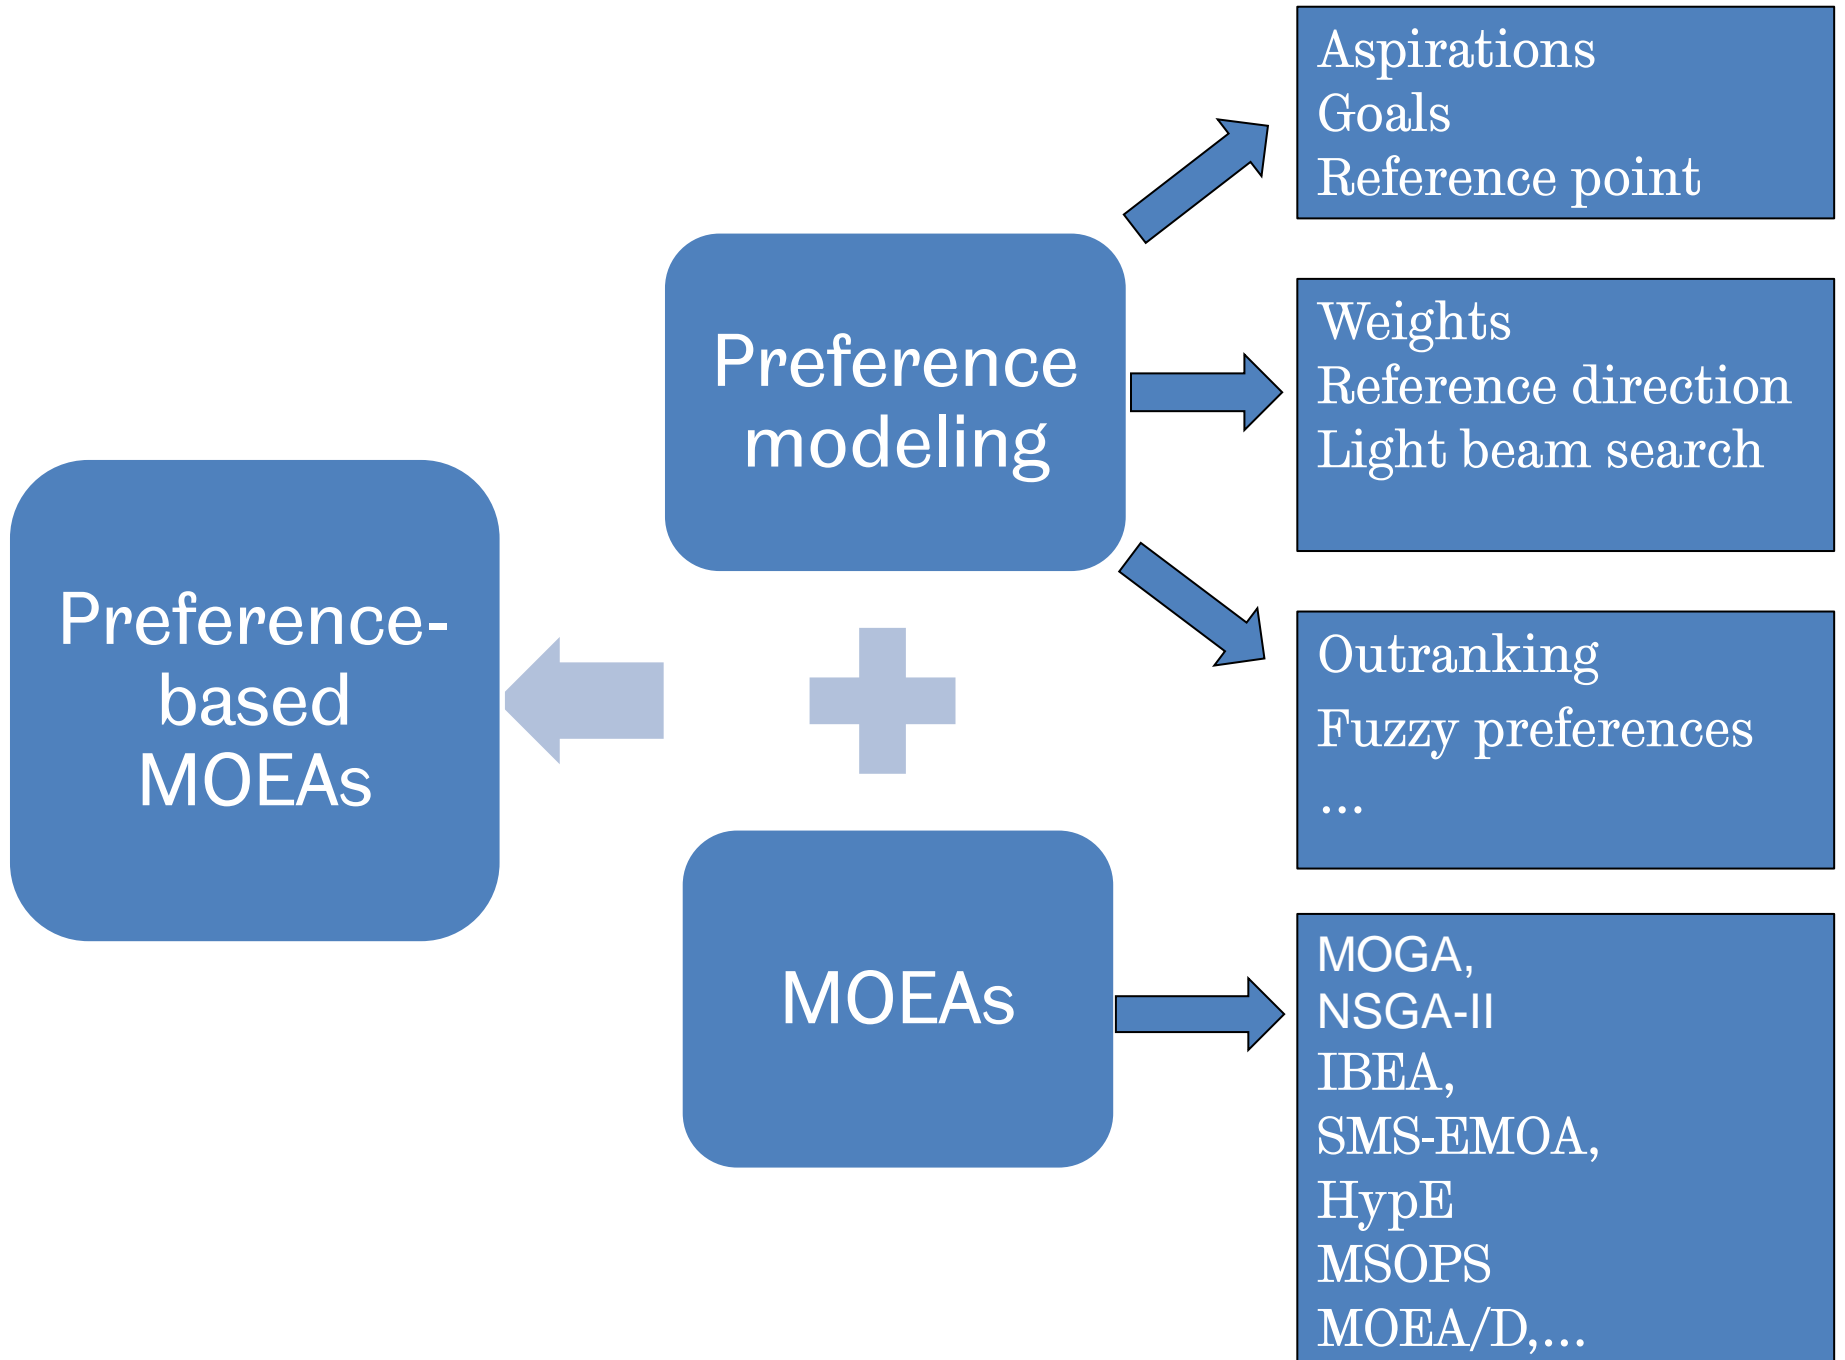 Preference-
based
MOEAs
Preference
modeling
MOEAs
Aspirations
Goals
Reference point
Weights
Reference direction
Light beam search
Outranking
Fuzzy preferences
...
MOGA,
NSGA-II
IBEA,
SMS-EMOA,
HypE
MSOPS
MOEA/D,...